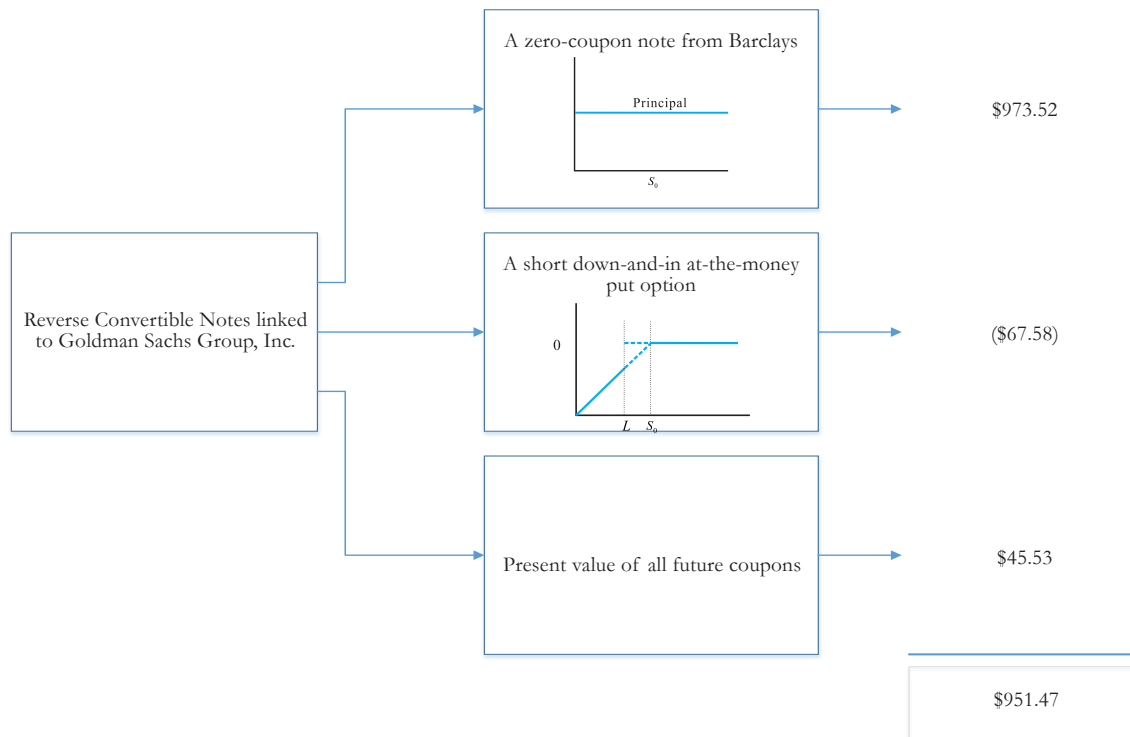 A zero-coupon note from Barclays
Principal
S₀
$973.52
Reverse Convertible Notes linked
to Goldman Sachs Group, Inc.
A short down-and-in at-the-money
put option
0
L S₀
($67.58)
Present value of all future coupons
$45.53
$951.47